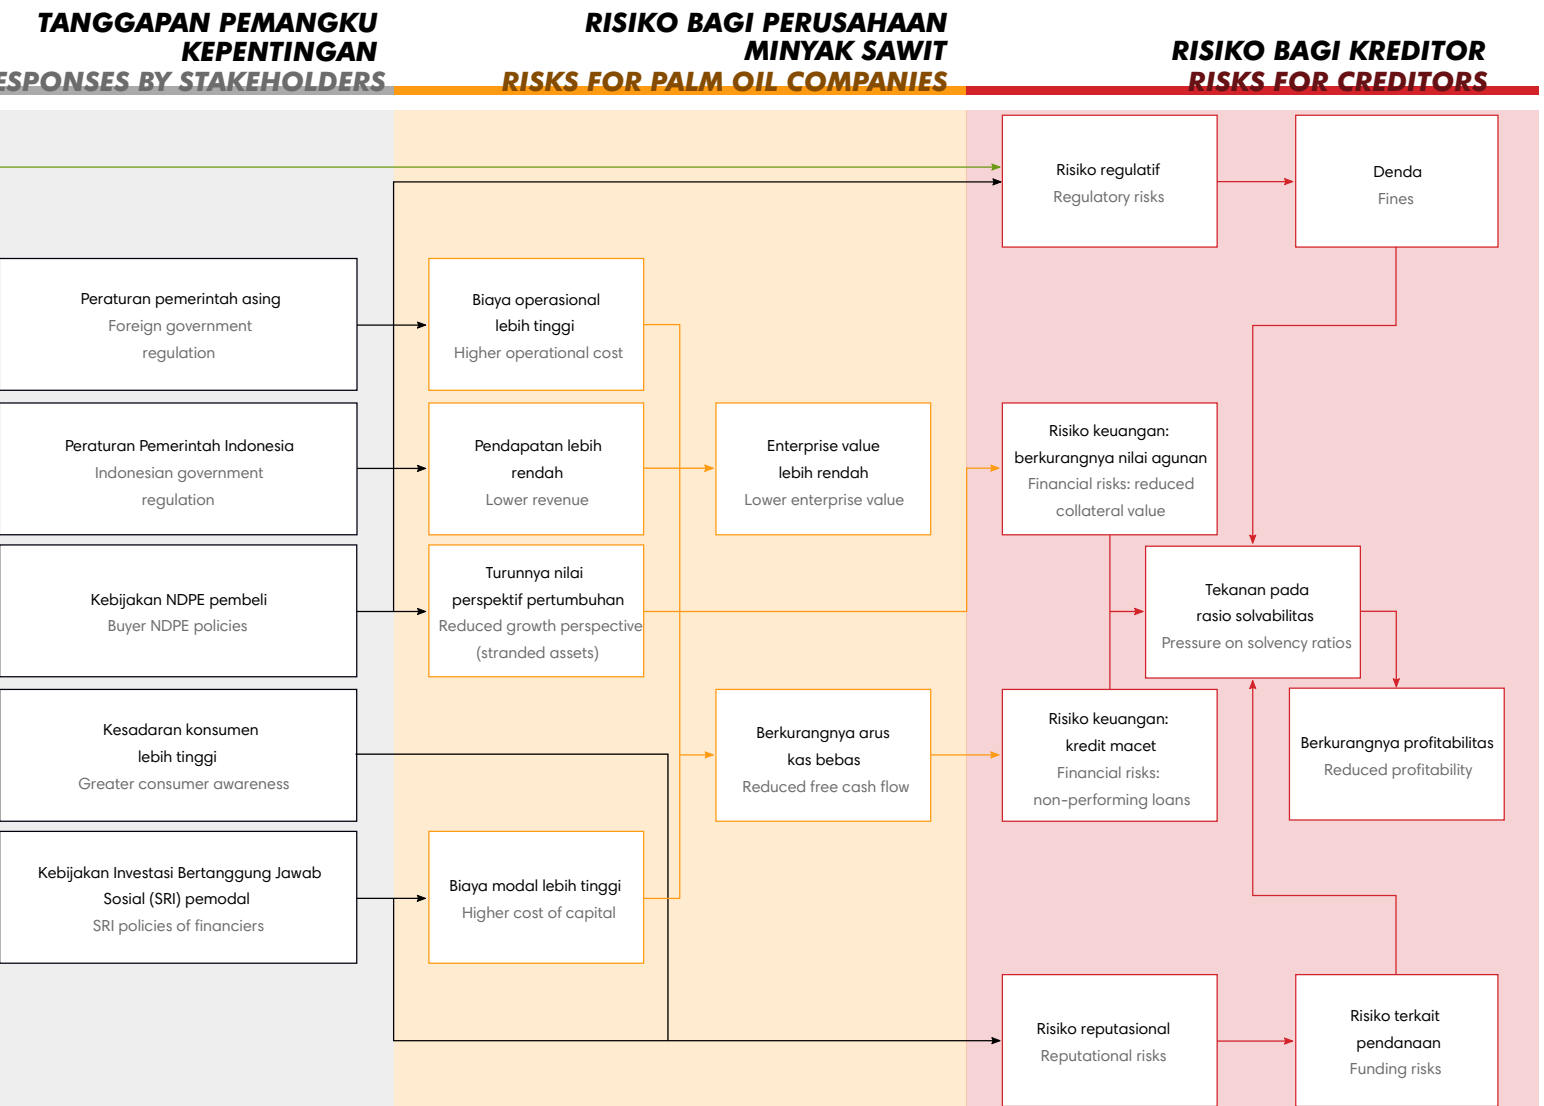 TANGGAPAN PEMANGKU
KEPENTINGAN
ESPONSES BY STAKEHOLDERS
RISIKO BAGI PERUSAHAAN
MINYAK SAWIT
RISKS FOR PALM OIL COMPANIES
RISIKO BAGI KREDITOR
RISKS FOR CREDITORS
Risiko regulatif
Regulatory risks
Denda
Fines
Peraturan pemerintah asing
Foreign government
regulation
Biaya operasional
lebih tinggi
Higher operational cost
Peraturan Pemerintah Indonesia
Indonesian government
regulation
Pendapatan lebih
rendah
Lower revenue
Enterprise value
lebih rendah
Lower enterprise value
Risiko keuangan:
berkurangnya nilai agunan
Financial risks: reduced
collateral value
Kebijakan NDPE pembeli
Buyer NDPE policies
Turunnya nilai
perspektif pertumbuhan
Reduced growth perspective
(stranded assets)
Tekanan pada
rasio solvabilitas
Pressure on solvency ratios
Kesadaran konsumen
lebih tinggi
Greater consumer awareness
Berkurangnya arus
kas bebas
Reduced free cash flow
Risiko keuangan:
kredit macet
Financial risks:
non-performing loans
Berkurangnya profitabilitas
Reduced profitability
Kebijakan Investasi Bertanggung Jawab
Sosial (SRI) pemodal
SRI policies of financiers
Biaya modal lebih tinggi
Higher cost of capital
Risiko reputasional
Reputational risks
Risiko terkait
pendanaan
Funding risks